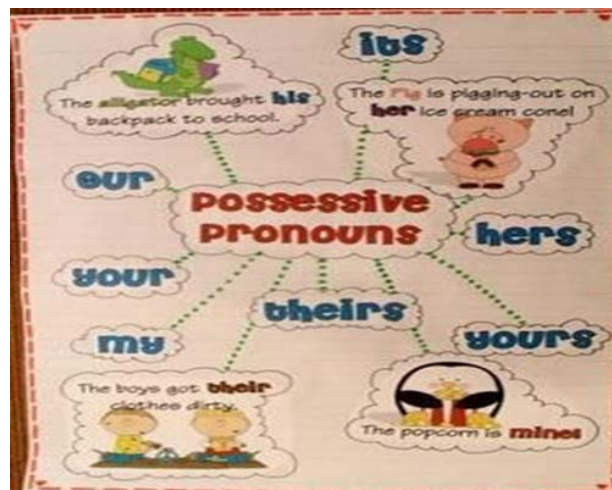 its
The alligator brought his
backpack to school.
The Pig is pigging-out on
her ice cream cone!
our
possessive
pronouns
hers
your
theirs
my
yours
The boys got their
clothes dirty.
The popcorn is mine!